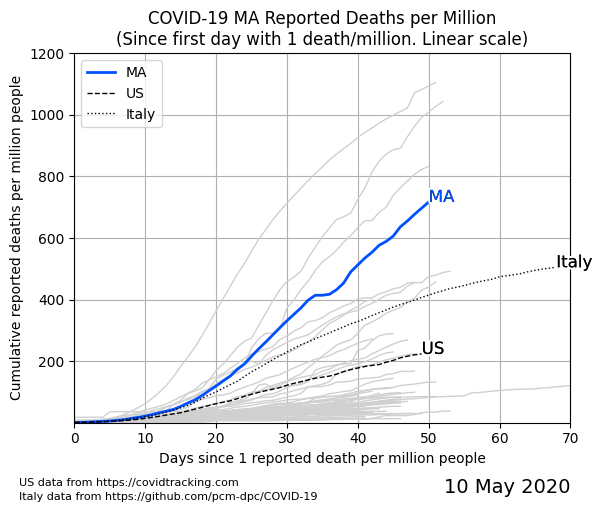 COVID-19 MA Reported Deaths per Million
(Since first day with 1 death/million. Linear scale)
Cumulative reported deaths per million people
1200
1000
800
600
400
200
MA
US
Italy
MA
Italy
US
0
10
20
30
40
50
60
70
Days since 1 reported death per million people
US data from https://covidtracking.com
Italy data from https://github.com/pcm-dpc/COVID-19
10 May 2020